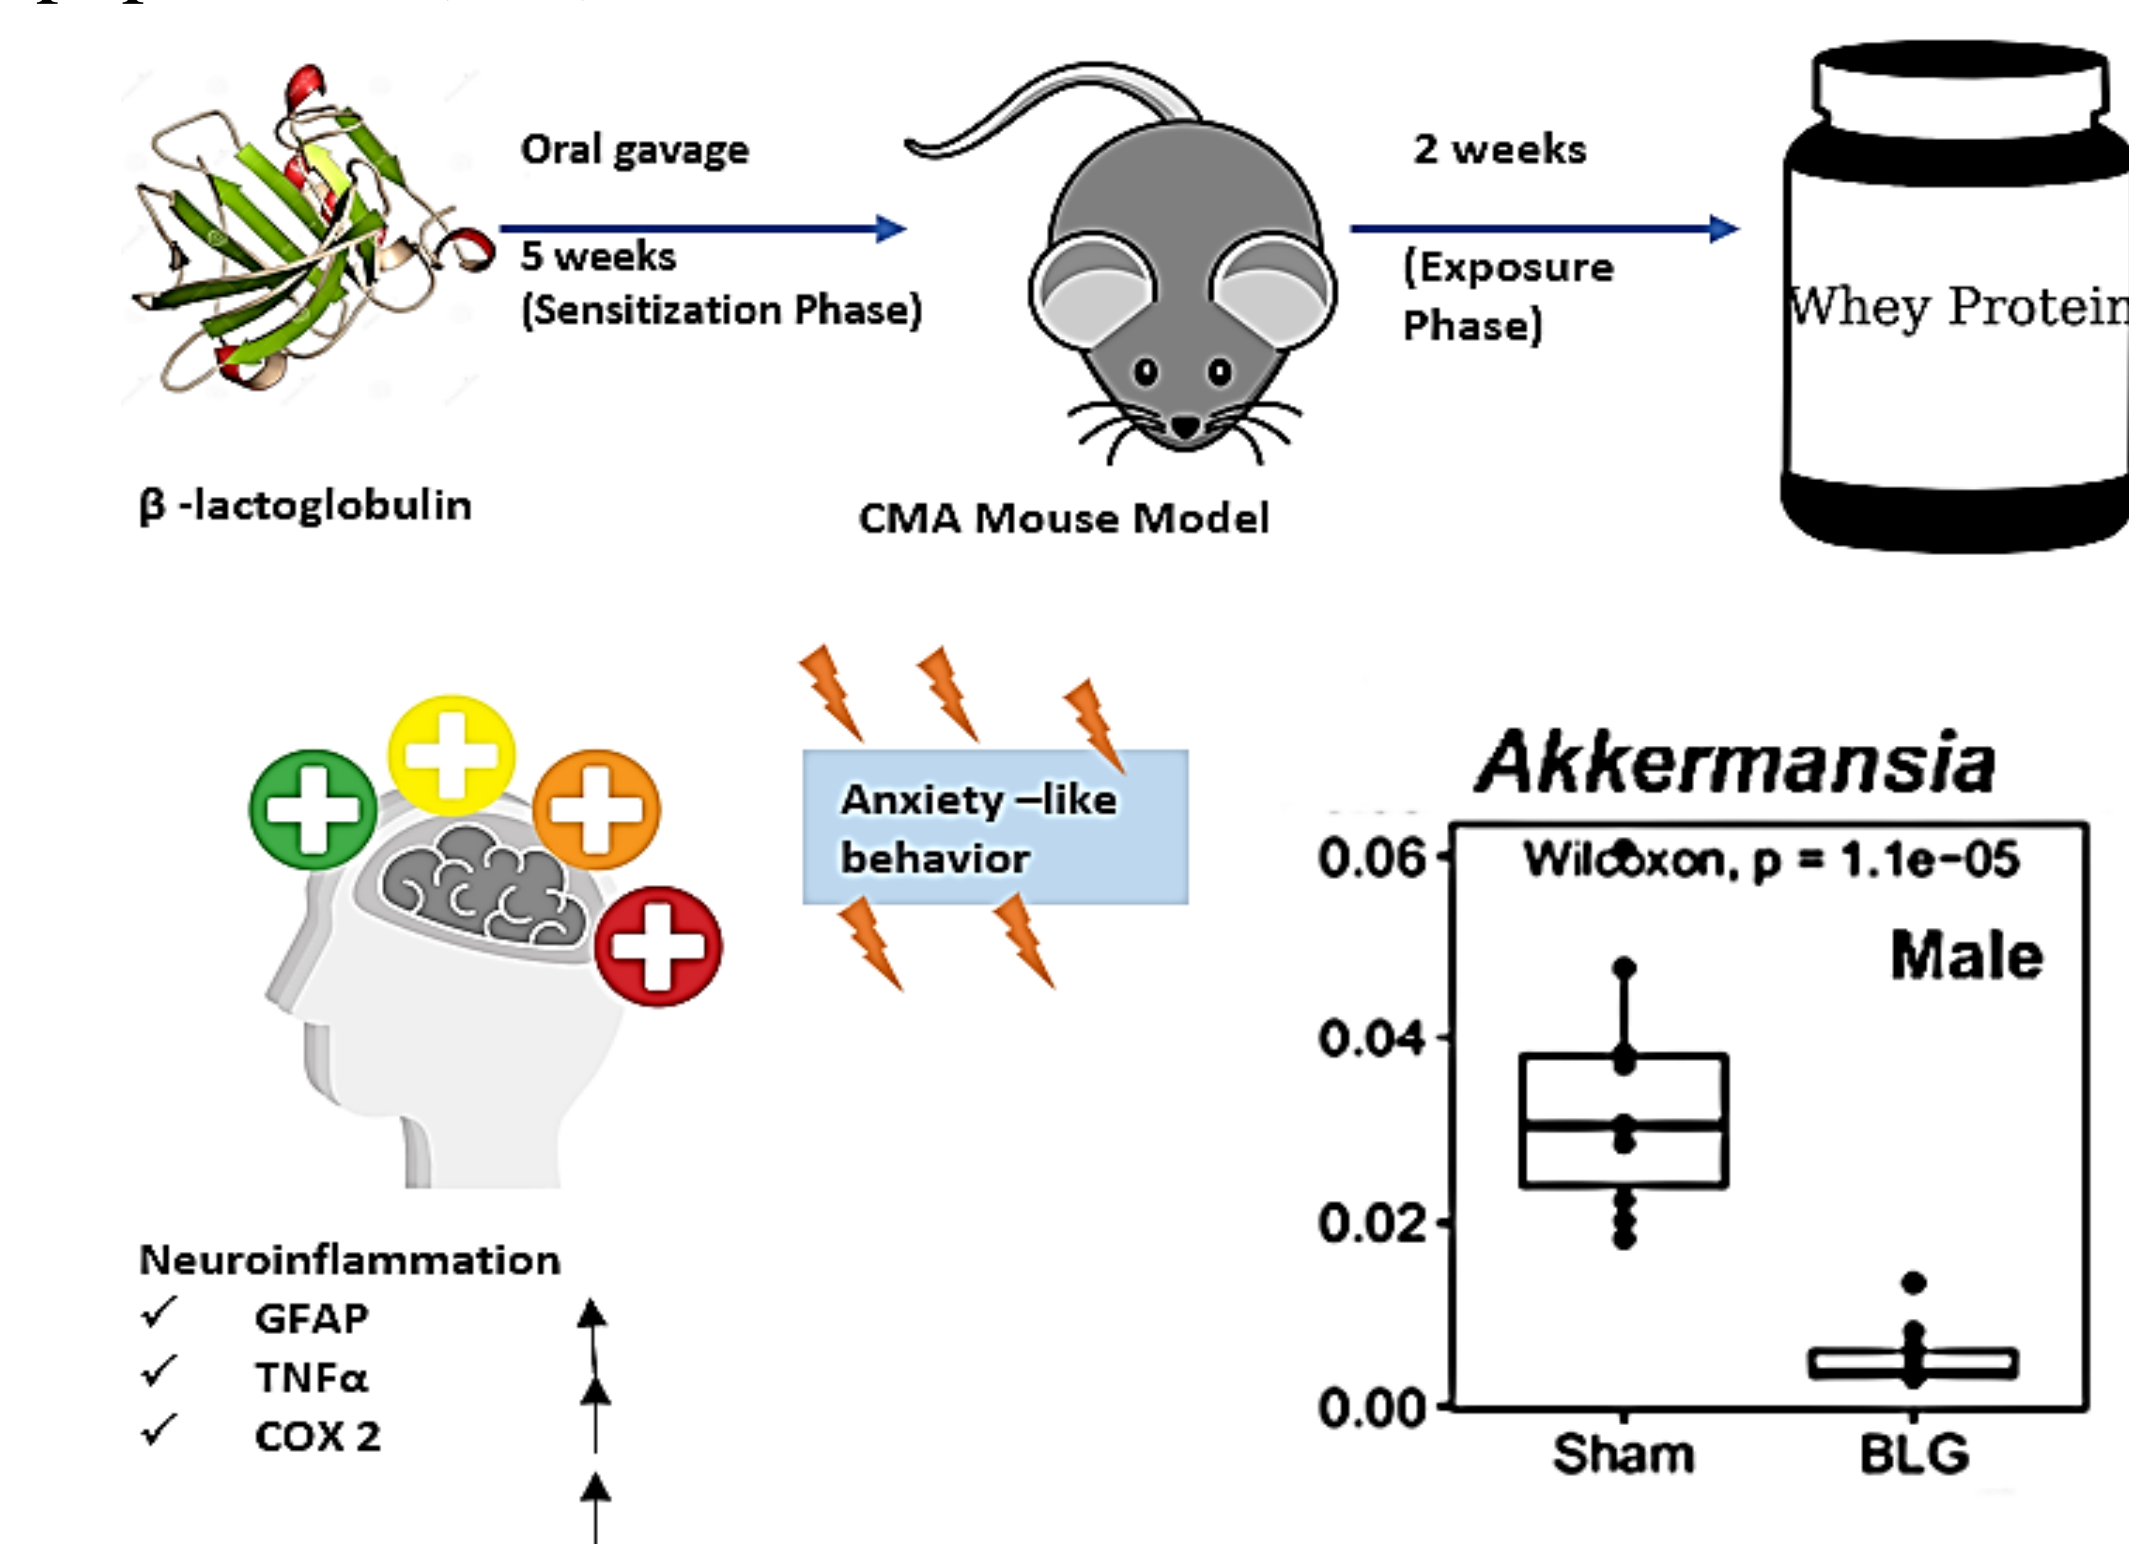 Oral gavage
5 weeks
(Sensitization Phase)
2 weeks
(Exposure
Phase)
Whey Protein
β -lactoglobulin
CMA Mouse Model
Anxiety –like
behavior
Akkermansia
Wilcoxon, p = 1.1e-05
Male
0.06
0.04
0.02
0.00
Sham
BLG
Neuroinflammation
✓ GFAP
✓ TNFα
✓ COX 2